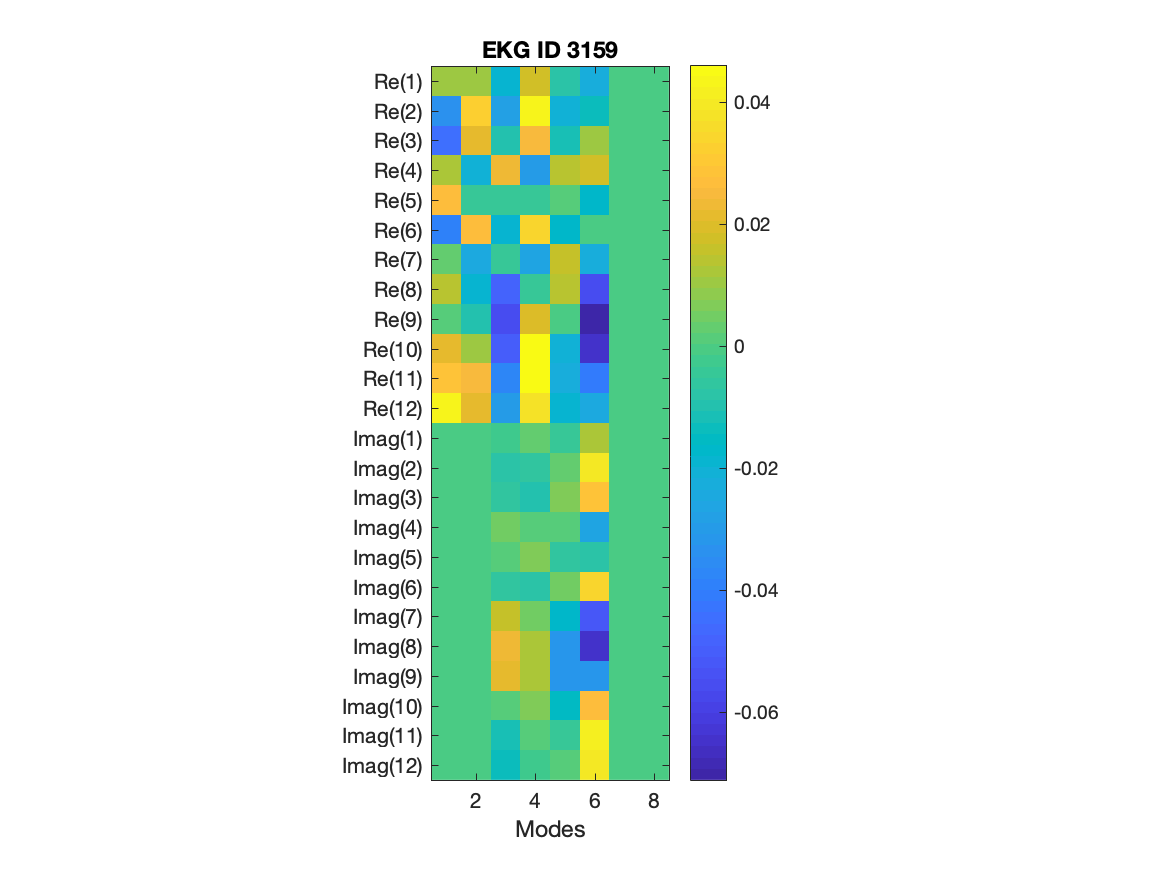 EKG ID 3159
Re(1)
Re(2)
Re(3)
Re(4)
Re(5)
Re(6)
Re(7)
Re(8)
Re(9)
Re(10)
Re(11)
Re(12)
Imag(1)
Imag(2)
Imag(3)
Imag(4)
Imag(5)
Imag(6)
Imag(7)
Imag(8)
Imag(9)
Imag(10)
Imag(11)
Imag(12)
2 4 6 8
Modes
0.04
0.02
0
-0.02
-0.04
-0.06